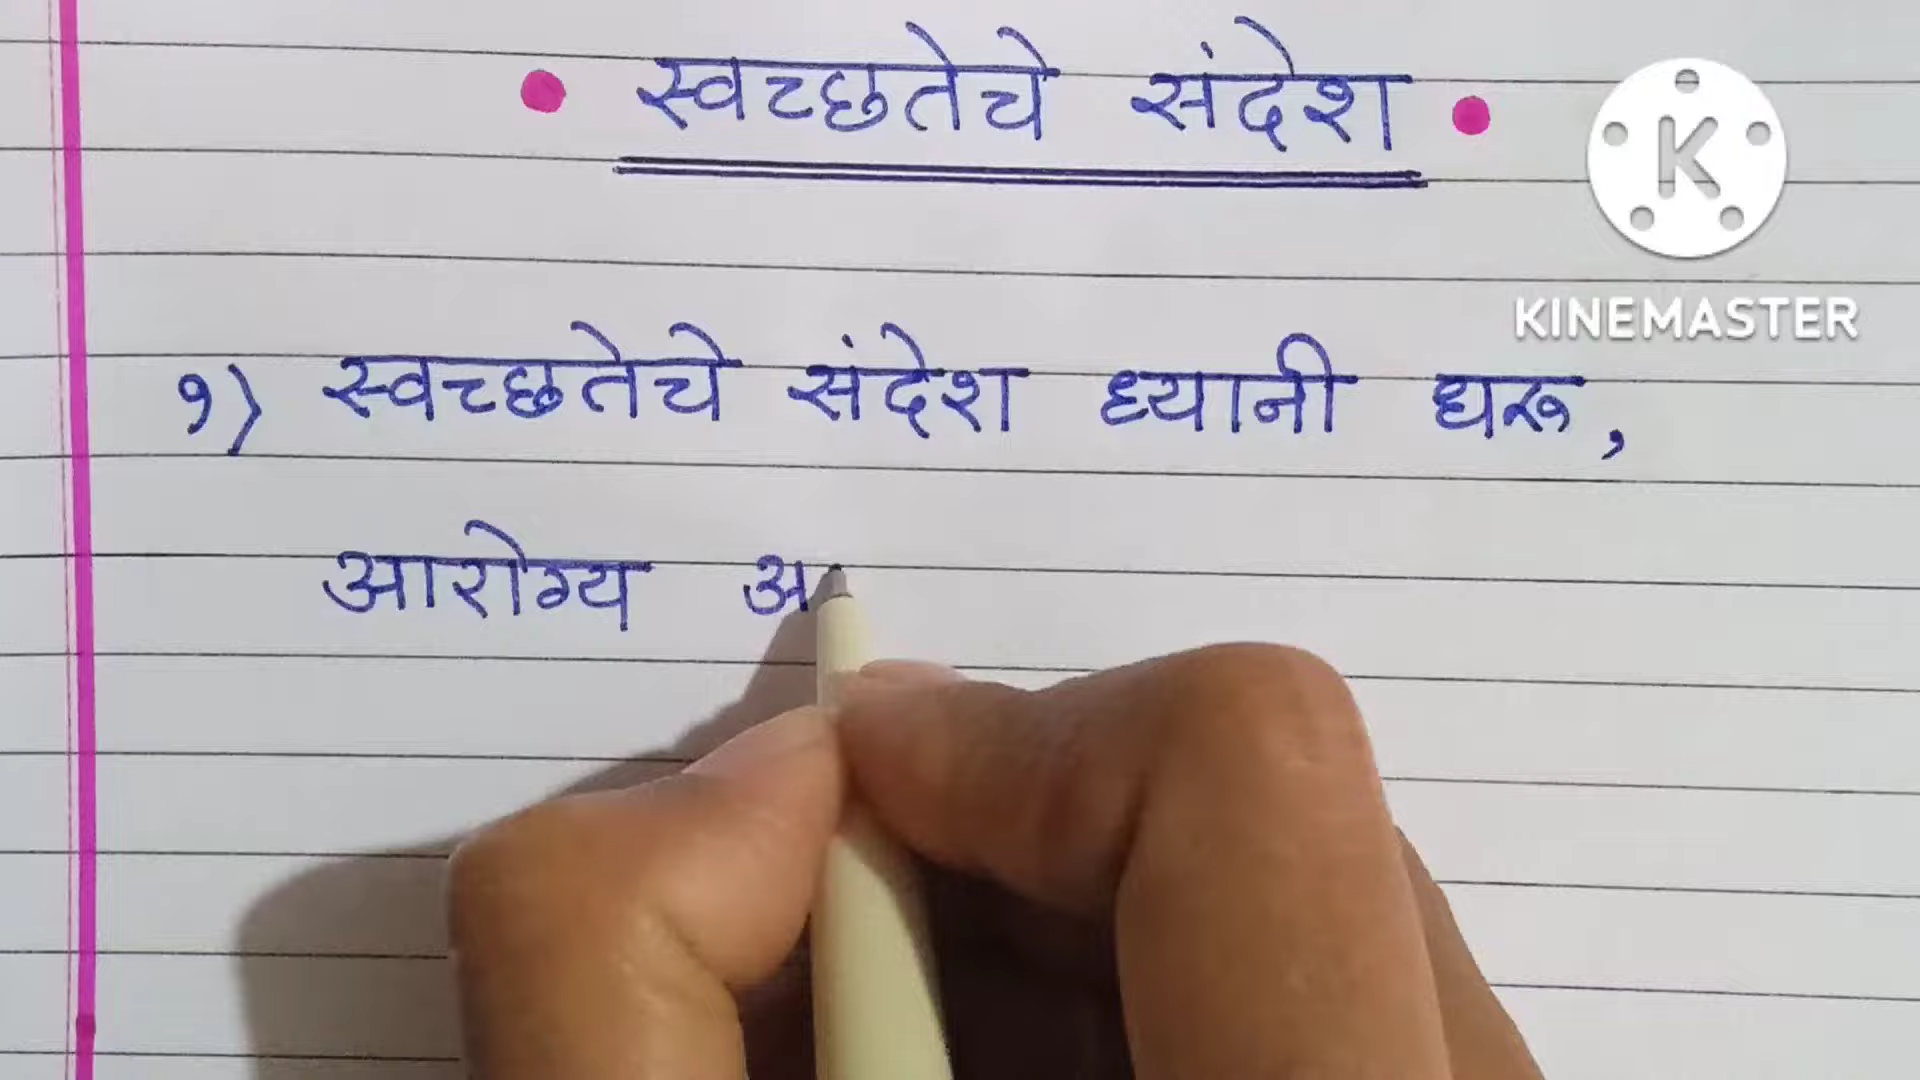 • स्वच्छतेचे संदेश •
KINEMASTER
१) स्वच्छतेचे संदेश ध्यानी धरू,
आरोग्य